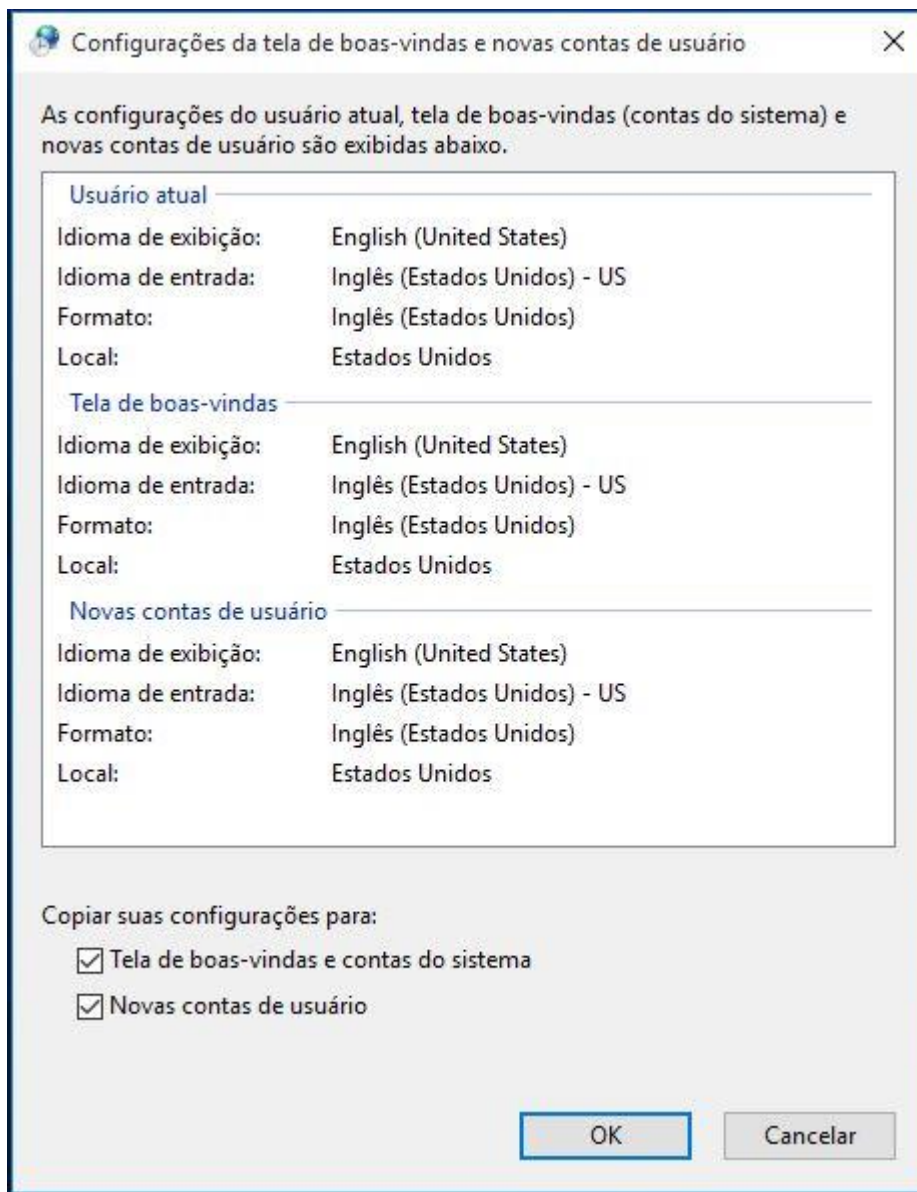 Configurações da tela de boas-vindas e novas contas de usuário
As configurações do usuário atual, tela de boas-vindas (contas do sistema) e
novas contas de usuário são exibidas abaixo.
Usuário atual
Idioma de exibição: English (United States)
Idioma de entrada: Inglês (Estados Unidos) - US
Formato: Inglês (Estados Unidos)
Local: Estados Unidos
Tela de boas-vindas
Idioma de exibição: English (United States)
Idioma de entrada: Inglês (Estados Unidos) - US
Formato: Inglês (Estados Unidos)
Local: Estados Unidos
Novas contas de usuário
Idioma de exibição: English (United States)
Idioma de entrada: Inglês (Estados Unidos) - US
Formato: Inglês (Estados Unidos)
Local: Estados Unidos
Copiar suas configurações para:
Tela de boas-vindas e contas do sistema
Novas contas de usuário
OK Cancelar